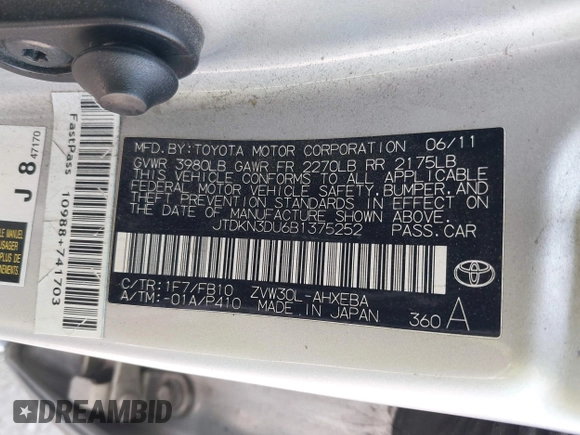 MFD. BY: TOYOTA MOTOR CORPORATION 06/11
GVWR 3980LB GAWR FR 2270LB RR 2175LB
THIS VEHICLE CONFORMS TO ALL APPLICABLE
FEDERAL MOTOR VEHICLE SAFETY, BUMPER, AND
THEFT PREVENTION STANDARDS IN EFFECT ON
THE DATE OF MANUFACTURE SHOWN ABOVE.
JTDKN3DU6B1375252 PASS.CAR
C/TR: 1F7/FB10 ZVW30L-AHXEBA
A/TM: -01A/P410 MADE IN JAPAN
360 A
FastPass 10988+741703
J 8 47170
DREAMBID